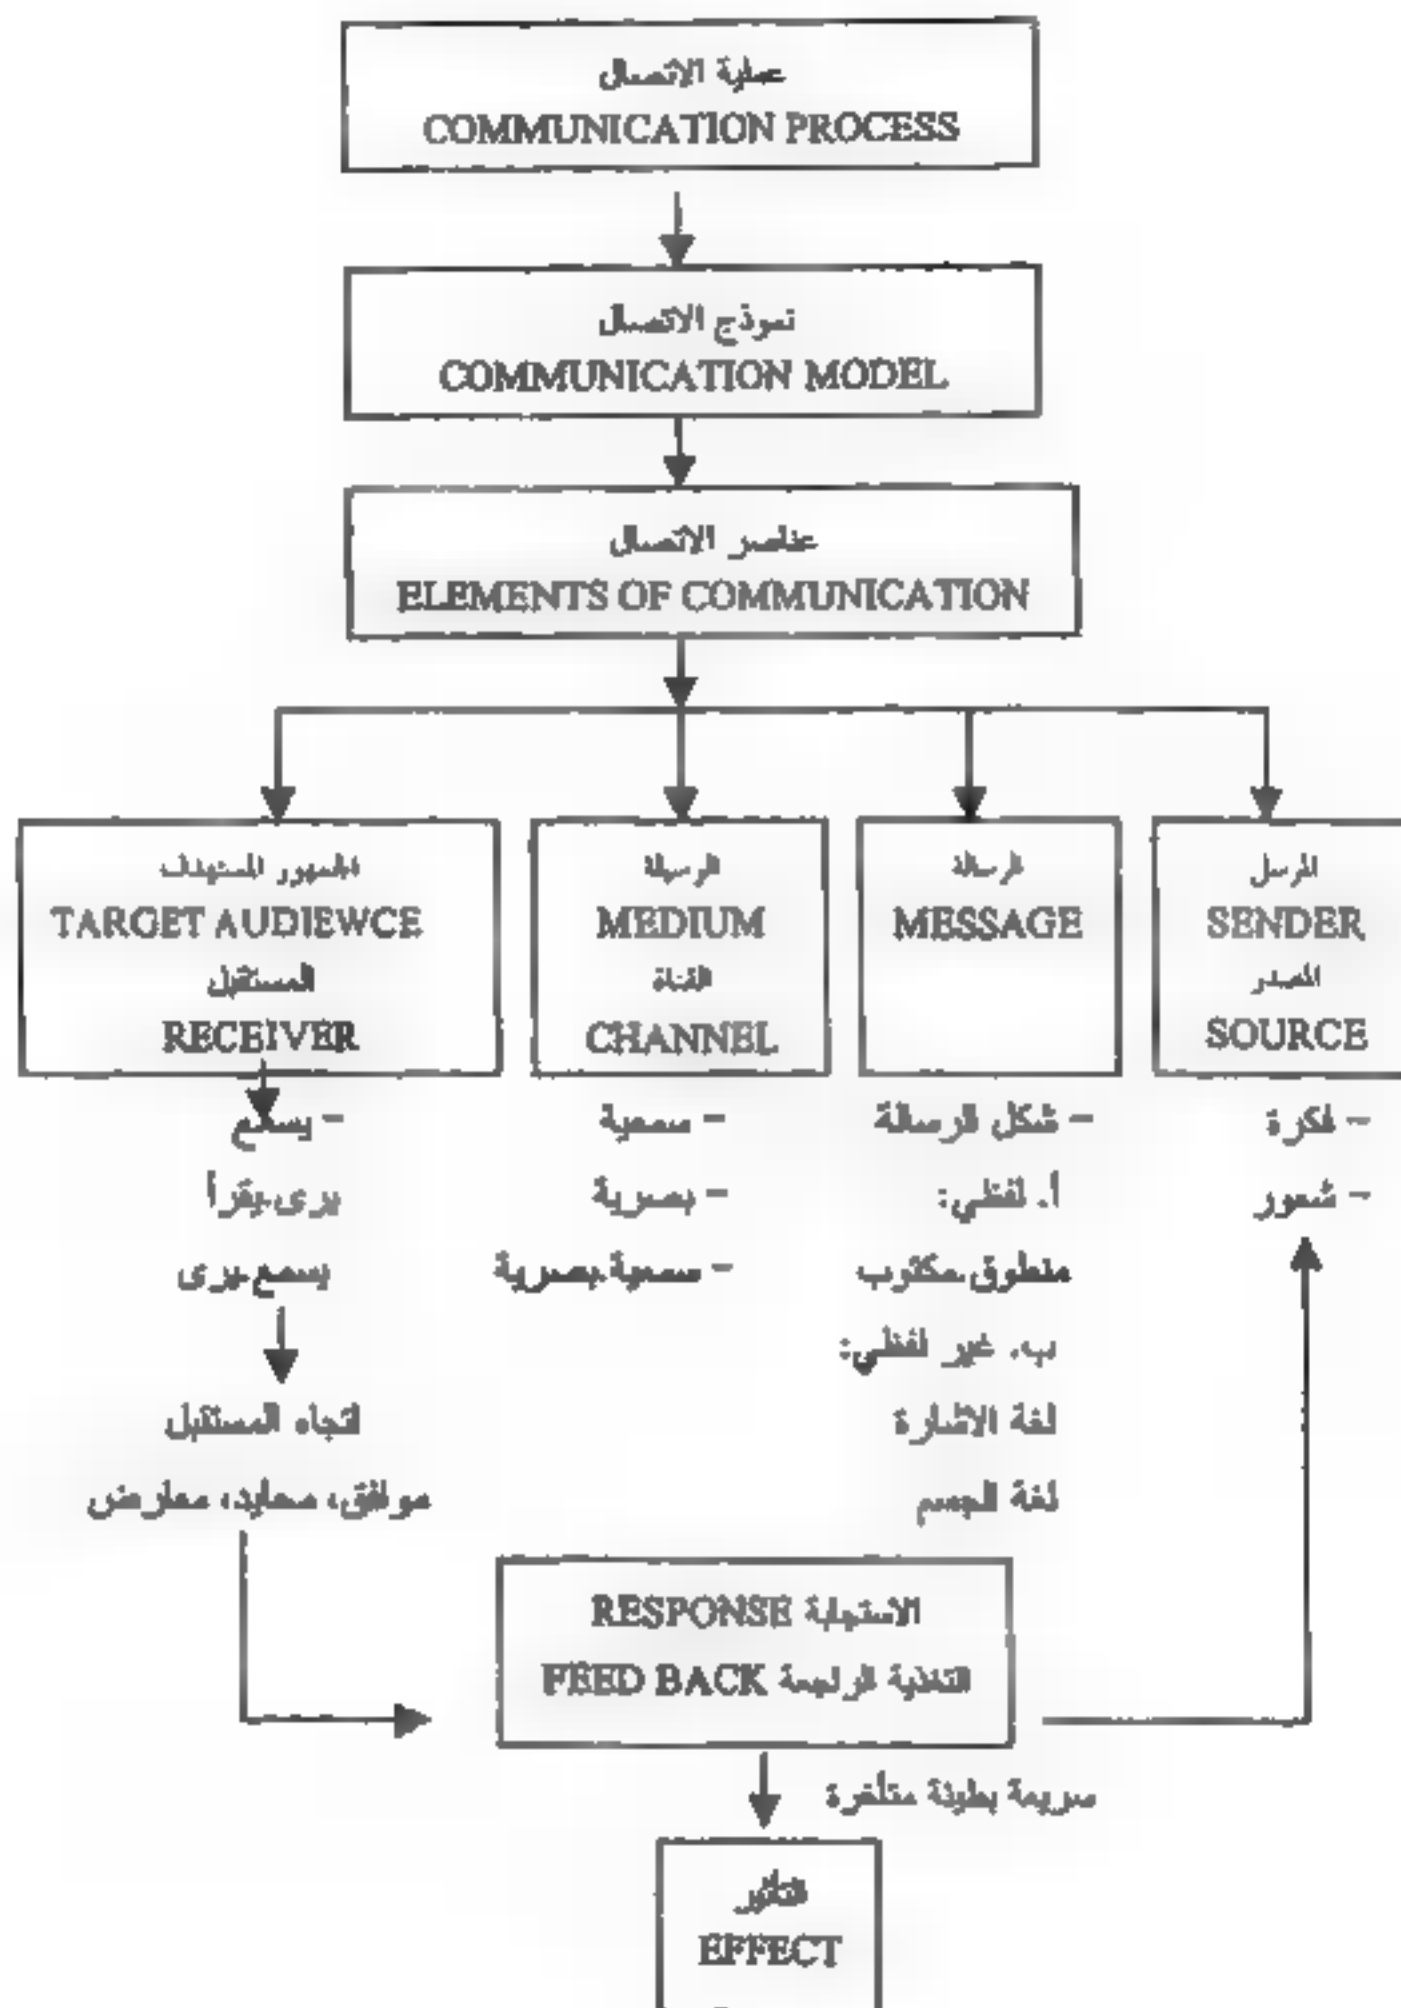 عملية الاتصال
COMMUNICATION PROCESS
نموذج الاتصال
COMMUNICATION MODEL
عناصر الاتصال
ELEMENTS OF COMMUNICATION
المرسل
SENDER
المصدر
SOURCE
- فكرة
- شعور
الرسالة
MESSAGE
- شكل الرسالة
أ. لفظي:
منطوق.مكتوب
ب. غير لفظي:
لغة الاشارة
لغة الجسم
الوسيلة
MEDIUM
القناة
CHANNEL
- سمعية
- بصرية
- سمعية.بصرية
الجمهور المستهدف
TARGET AUDIEWCE
المستقبل
RECEIVER
- يسمع
يرى.يقرا
يسمع.يرى
اتجاه المستقبل
موافق، محايد، معارض
الاستجابة RESPONSE
التغذية الراجعة FEED BACK
سريعة بطيئة متأخرة
التأثير
EFFECT